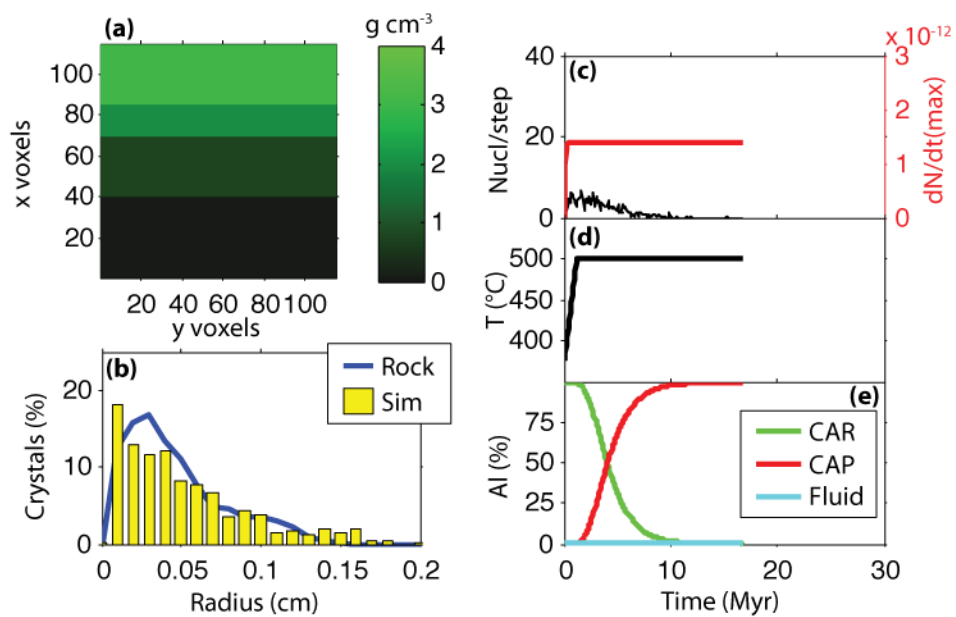 (a)
g cm⁻³
x voxels
100
80
60
40
20
20 40 60 80 100
y voxels
4
3
2
1
0
(b)
Rock
Sim
Crystals (%)
20
10
0
0 0.05 0.1 0.15 0.2
Radius (cm)
(c)
x 10⁻¹²
Nucl/step
40
20
0
3
2
1
0
dN/dt(max)
(d)
T (°C)
500
450
400
(e)
CAR
CAP
Fluid
Al (%)
75
50
25
0
0 10 20 30
Time (Myr)